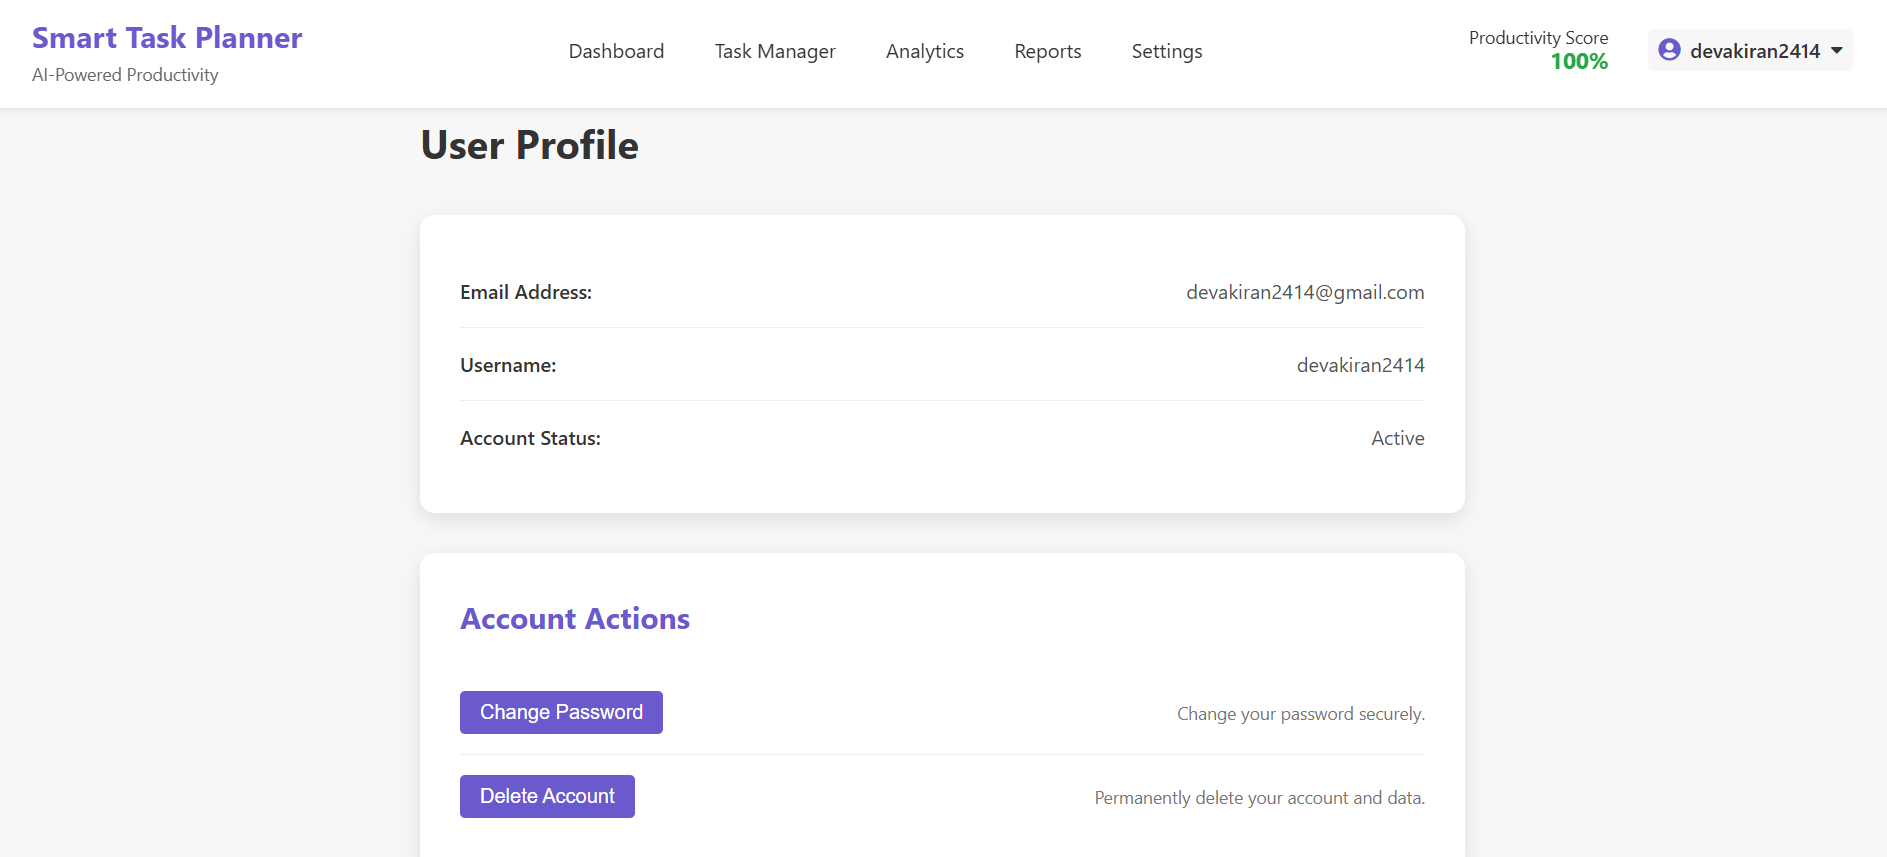 Smart Task Planner
AI-Powered Productivity
Dashboard
Task Manager
Analytics
Reports
Settings
Productivity Score
100%
devakiran2414
User Profile
Email Address:
devakiran2414@gmail.com
Username:
devakiran2414
Account Status:
Active
Account Actions
Change Password
Change your password securely.
Delete Account
Permanently delete your account and data.